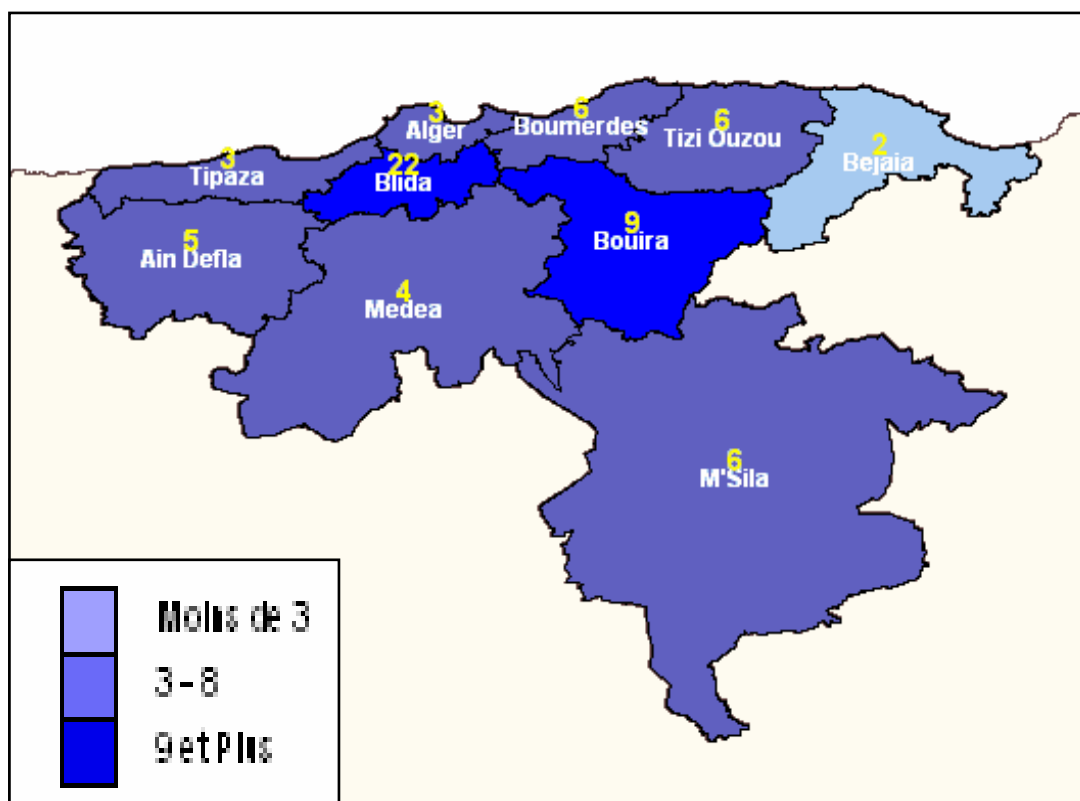 3
Alger
6
Boumerdes
6
Tizi Ouzou
2
Bejaia
3
Tipaza
22
Blida
5
Ain Defla
4
Medea
9
Bouira
6
M'Sila
Moins de 3
3-8
9 et Plus